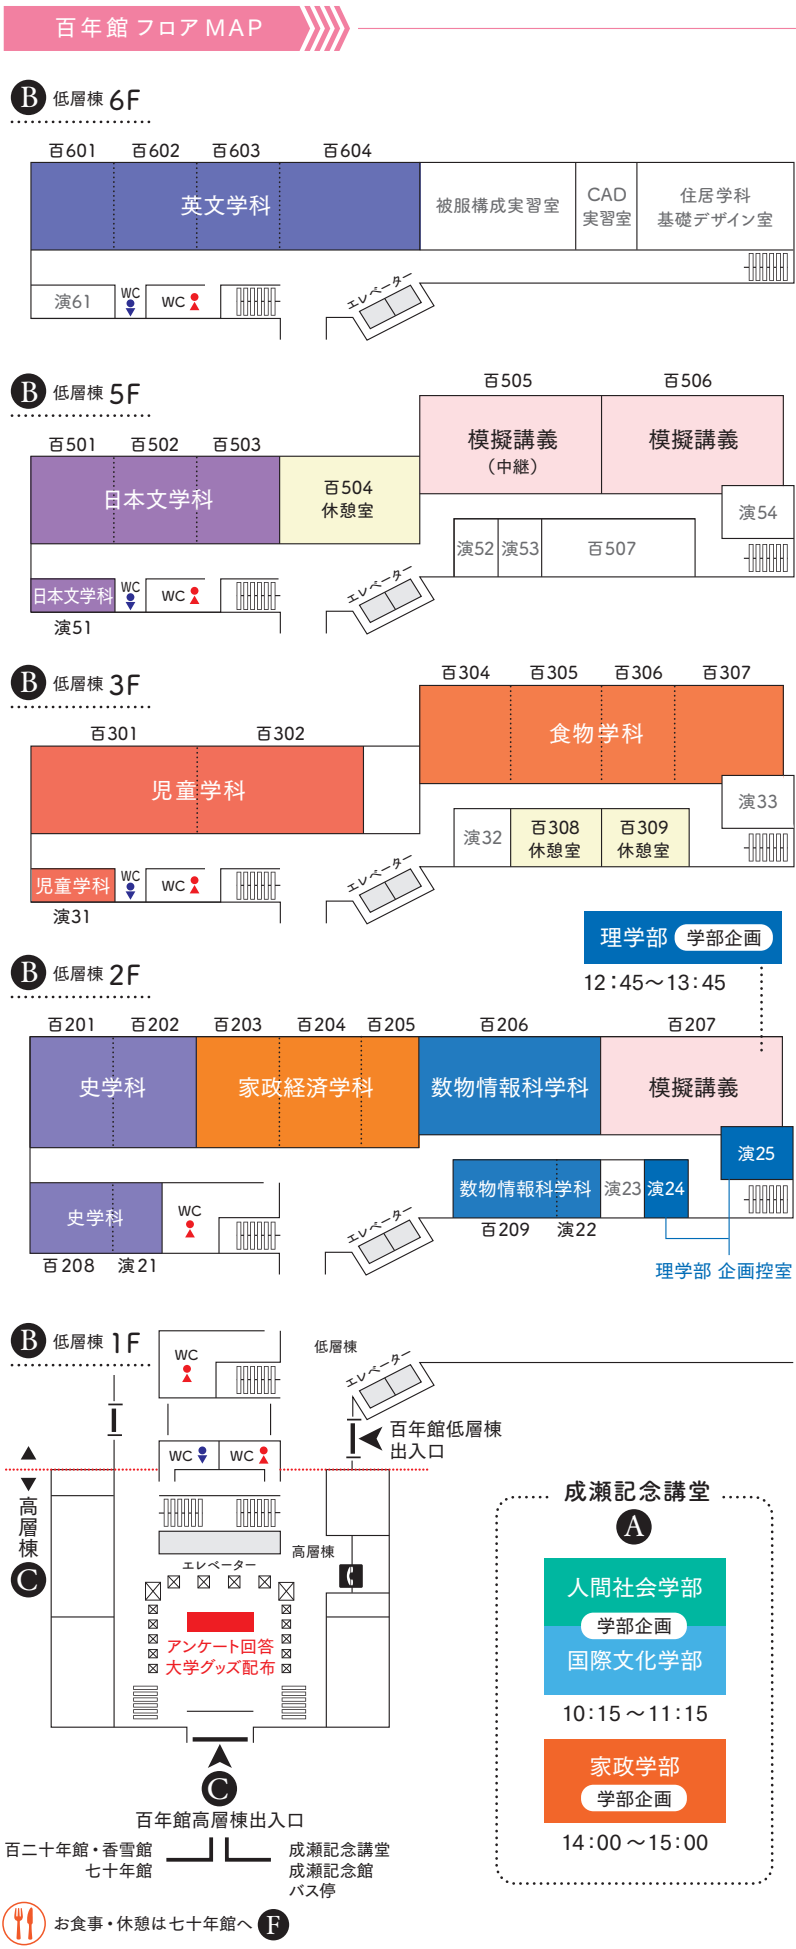 百年館 フロア MAP
B 低層棟 6F
百601 百602 百603 百604
英文学科
被服構成実習室
CAD
実習室
住居学科
基礎デザイン室
演61
WC
WC
エレベーター
B 低層棟 5F
百505 百506
模擬講義
(中継)
模擬講義
百501 百502 百503
日本文学科
百504
休憩室
演54
演52 演53 百507
日本文学科
WC
WC
エレベーター
演51
B 低層棟 3F
百304 百305 百306 百307
食物学科
百301 百302
児童学科
演33
演32
百308
休憩室
百309
休憩室
児童学科
WC
WC
エレベーター
演31
理学部 学部企画
12:45〜13:45
B 低層棟 2F
百201 百202 百203 百204 百205 百206 百207
史学科 家政経済学科 数物情報科学科 模擬講義
演25
史学科
WC
エレベーター
数物情報科学科 演23 演24
百208 演21
百209 演22
理学部 企画控室
B 低層棟 1F
WC
低層棟
エレベーター
百年館低層棟
出入口
WC WC
高層棟
C
エレベーター
高層棟
アンケート回答
大学グッズ配布
C
百年館高層棟出入口
百二十年館・香雪館
七十年館
成瀬記念講堂
成瀬記念館
バス停
お食事・休憩は七十年館へ F
成瀬記念講堂
A
人間社会学部
学部企画
国際文化学部
10:15〜11:15
家政学部
学部企画
14:00〜15:00